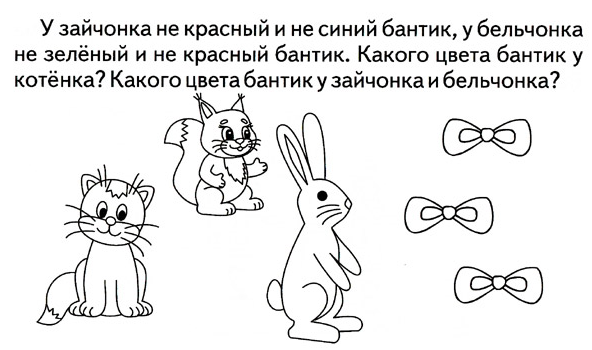 У зайчонка не красный и не синий бантик, у бельчонка
не зелёный и не красный бантик. Какого цвета бантик у
котёнка? Какого цвета бантик у зайчонка и бельчонка?